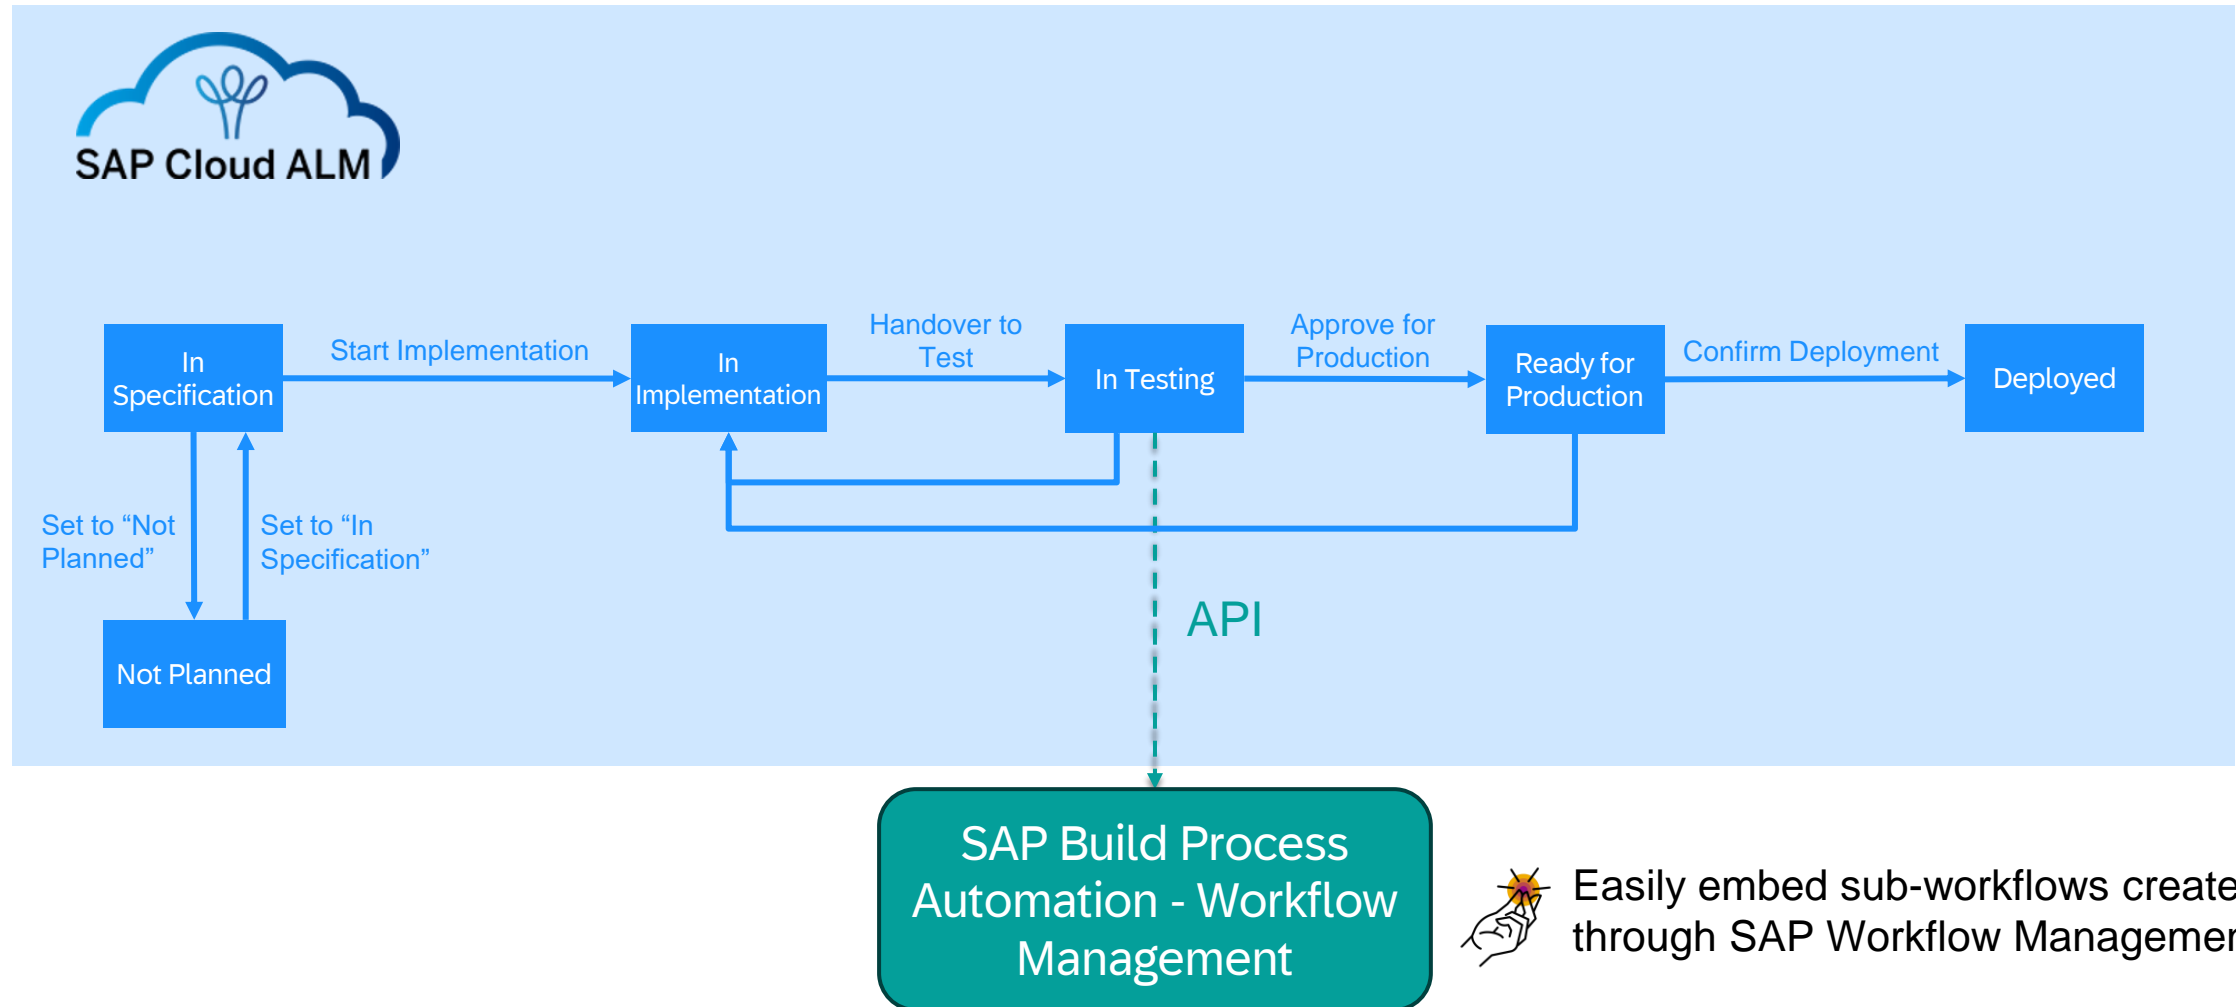 SAP Cloud ALM
Start Implementation
Handover to
Test
Approve for
Production
Confirm Deployment
In
Specification
In
Implementation
In Testing
Ready for
Production
Deployed
Set to “Not
Planned”
Set to “In
Specification”
Not Planned
API
SAP Build Process
Automation - Workflow
Management
Easily embed sub-workflows create
through SAP Workflow Managemen